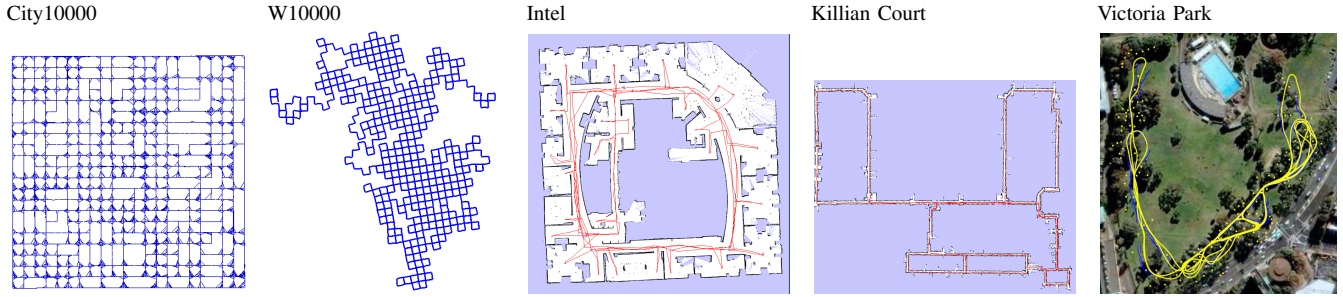 City10000
W10000
Intel
Killian Court
Victoria Park